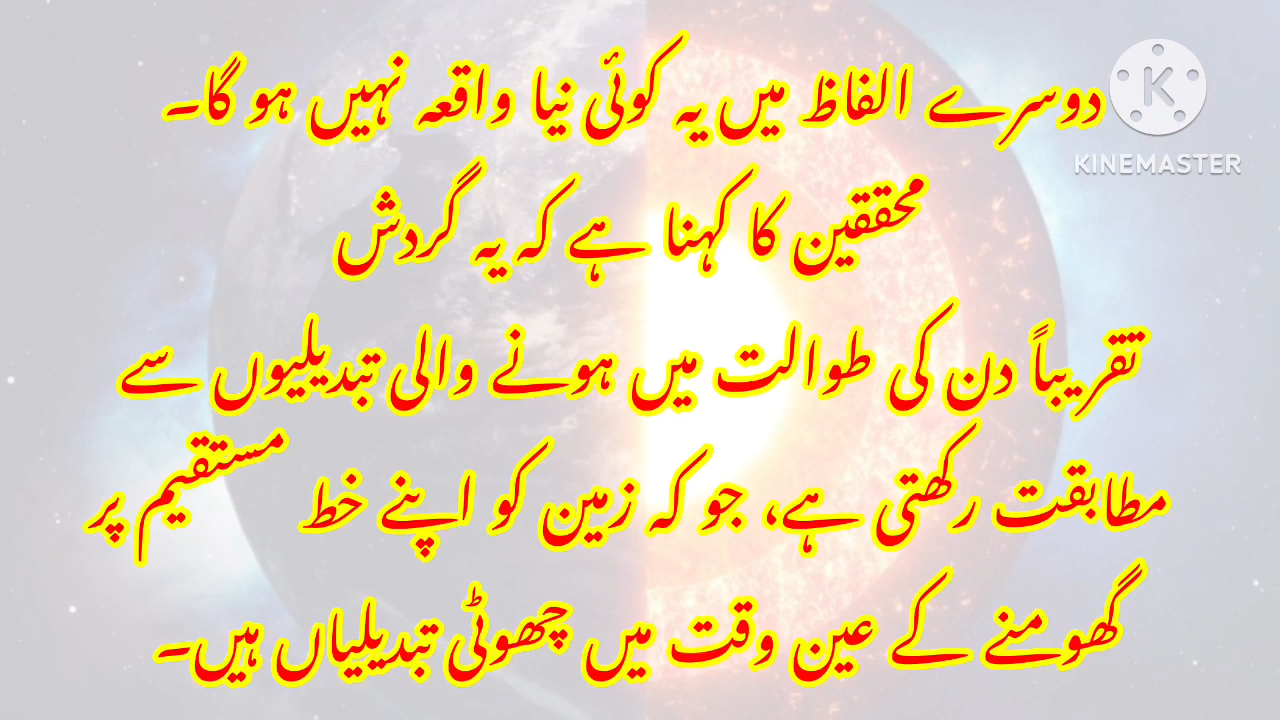 دوسرے الفاظ میں یہ کوئی نیا واقعہ نہیں ہو گا۔
KINEMASTER
محققین کا کہنا ہے کہ یہ گردش
تقریباً دن کی طوالت میں ہونے والی تبدیلیوں سے
مطابقت رکھتی ہے، جو کہ زمین کو اپنے خط مستقیم پر
گھومنے کے عین وقت میں چھوٹی تبدیلیاں ہیں۔